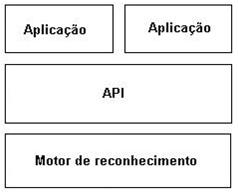 Aplicação
Aplicação
API
Motor de reconhecimento